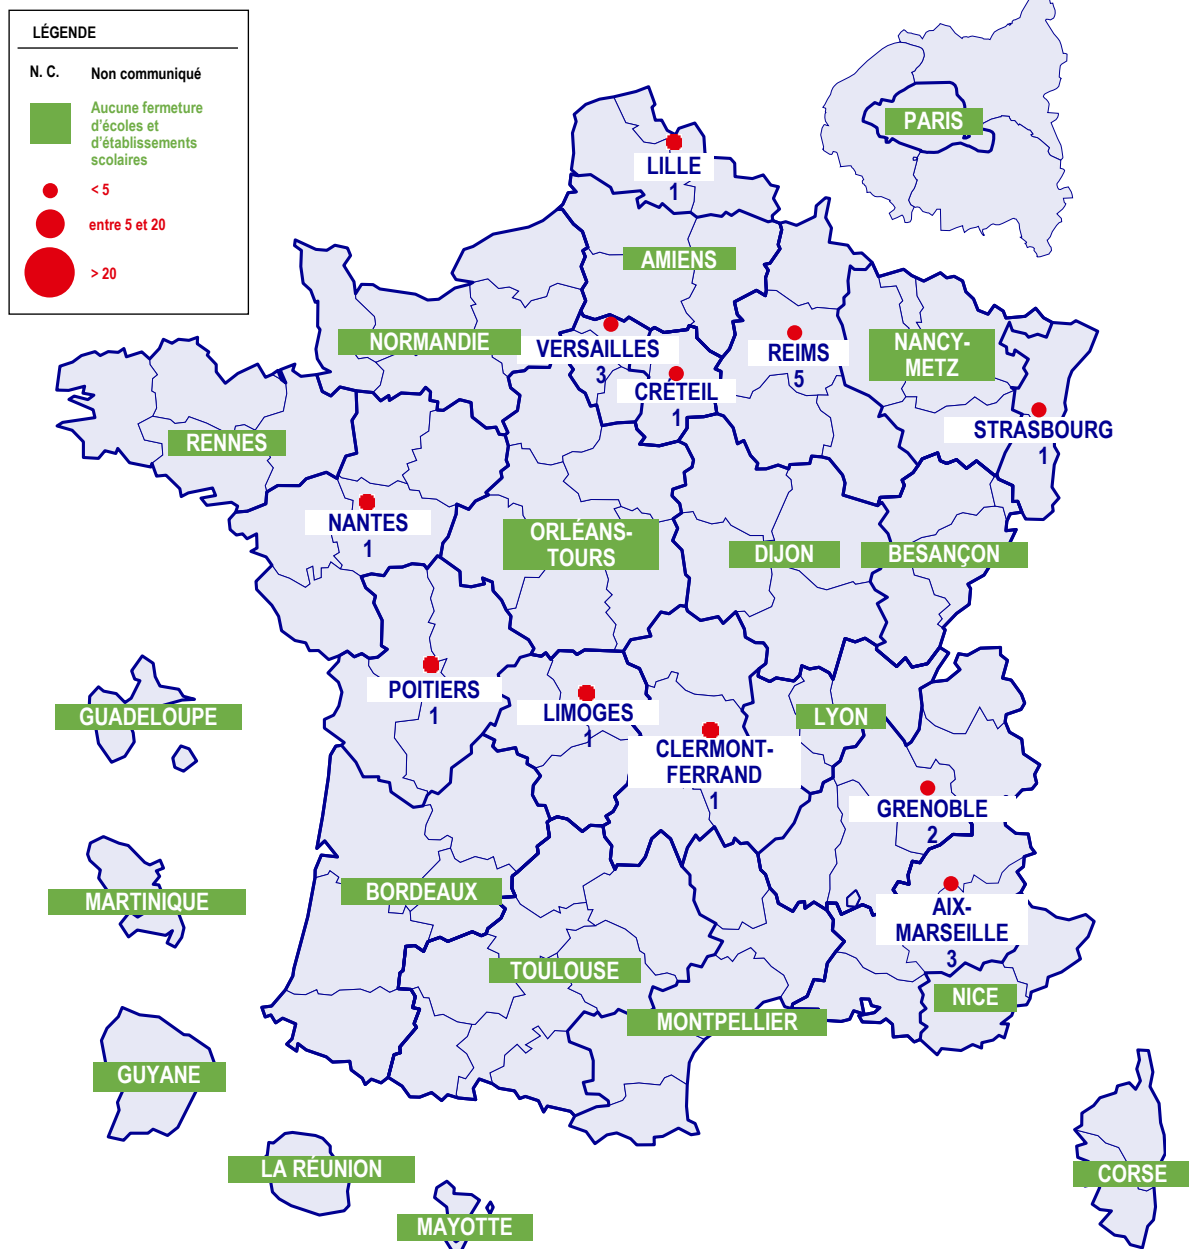 LÉGENDE
N. C. Non communiqué
Aucune fermeture
d'écoles et
d'établissements
scolaires
< 5
entre 5 et 20
> 20
PARIS
LILLE
1
AMIENS
NORMANDIE
VERSAILLES
3
CRÉTEIL
1
REIMS
5
NANCY-
METZ
STRASBOURG
1
RENNES
NANTES
1
ORLÉANS-
TOURS
DIJON
BESANÇON
POITIERS
1
LIMOGES
1
CLERMONT-
FERRAND
1
LYON
GRENOBLE
2
GUADELOUPE
MARTINIQUE
BORDEAUX
AIX-
MARSEILLE
3
TOULOUSE
NICE
MONTPELLIER
GUYANE
LA RÉUNION
MAYOTTE
CORSE